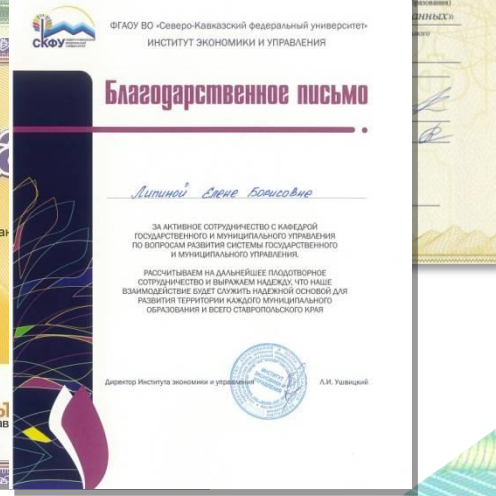 СКФУ
ФГАОУ ВО «Северо-Кавказский федеральный университет»
ИНСТИТУТ ЭКОНОМИКИ И УПРАВЛЕНИЯ
Благодарственное письмо
Липиной Елене Борисовне
ЗА АКТИВНОЕ СОТРУДНИЧЕСТВО С КАФЕДРОЙ
ГОСУДАРСТВЕННОГО И МУНИЦИПАЛЬНОГО УПРАВЛЕНИЯ
ПО ВОПРОСАМ РАЗВИТИЯ СИСТЕМЫ ГОСУДАРСТВЕННОГО
И МУНИЦИПАЛЬНОГО УПРАВЛЕНИЯ.
РАССЧИТЫВАЕМ НА ДАЛЬНЕЙШЕЕ ПЛОДОТВОРНОЕ
СОТРУДНИЧЕСТВО И ВЫРАЖАЕМ НАДЕЖДУ, ЧТО НАШЕ
ВЗАИМОДЕЙСТВИЕ БУДЕТ СЛУЖИТЬ НАДЕЖНОЙ ОСНОВОЙ ДЛЯ
РАЗВИТИЯ ТЕРРИТОРИИ КАЖДОГО МУНИЦИПАЛЬНОГО
ОБРАЗОВАНИЯ И ВСЕГО СТАВРОПОЛЬСКОГО КРАЯ
Директор Института экономики и управления
Л.И. Ушвицкий
ИНСТИТУТ
ЭКОНОМИКИ
И
УПРАВЛЕНИЯ